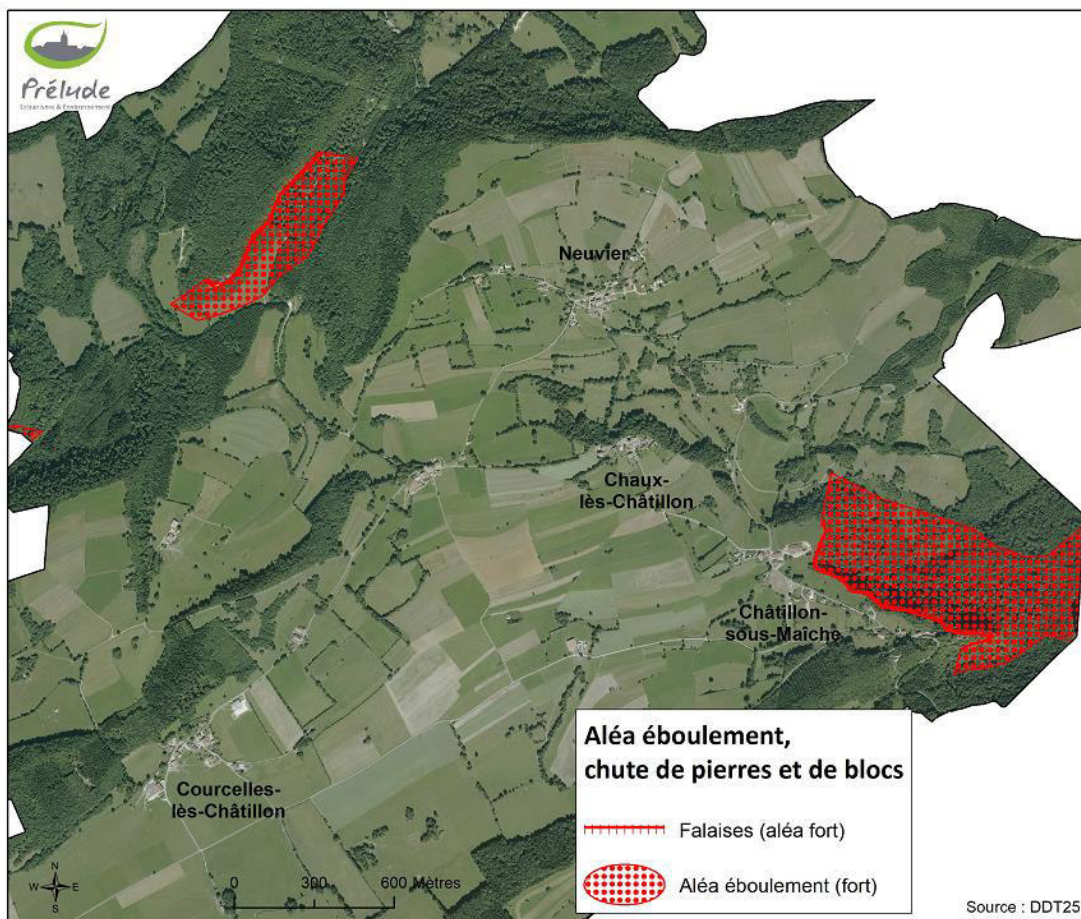 Prélude
Urbanisme & Environnement
Neuvier
Chaux-
lès-Châtillon
Châtillon-
sous-Maîche
Courcelles-
lès-Châtillon
Aléa éboulement,
chute de pierres et de blocs
Falaises (aléa fort)
Aléa éboulement (fort)
N
W E
S
0 300 600 Mètres
Source : DDT25